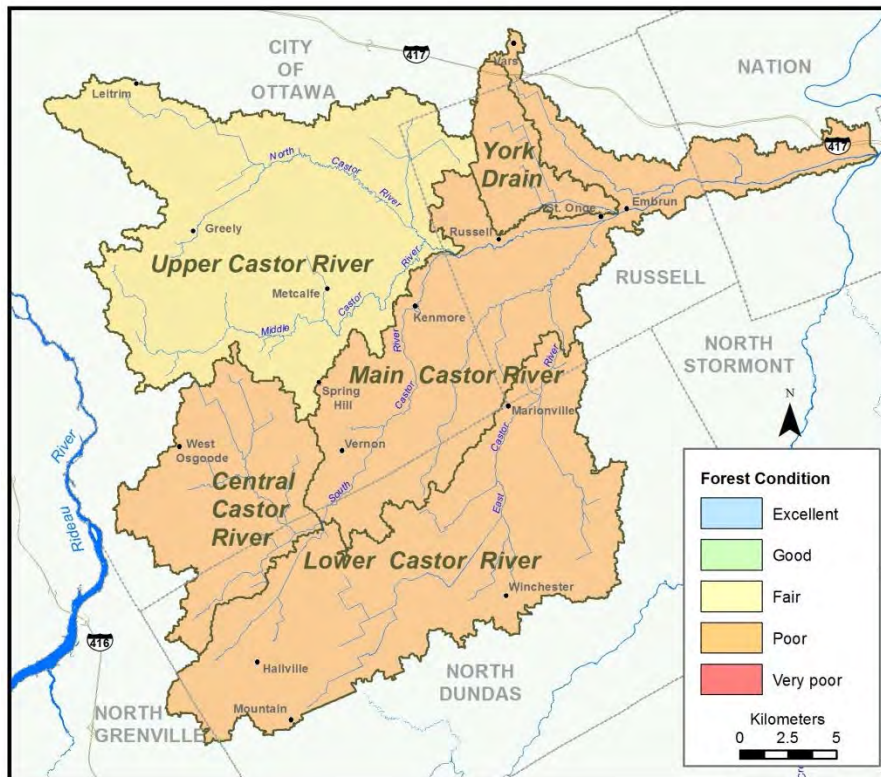 CITY
OF
OTTAWA
417
Vars
NATION
Leitrim
417
North
Castor
River
York
Drain
St. Onge
Embrun
Greely
Russell
Upper Castor River
River
RUSSELL
Metcalfe
Castor
Middle
Kenmore
River
NORTH
STORMONT
River
Main Castor River
Spring
Hill
Castor
Marionville
N
West
Osgoode
Vernon
Castor
River
Central
Castor
River
South
East
Rideau
Lower Castor River
Winchester
416
Hallville
NORTH
DUNDAS
Mountain
NORTH
GRENVILLE
Forest Condition
Excellent
Good
Fair
Poor
Very poor
Kilometers
0 2.5 5